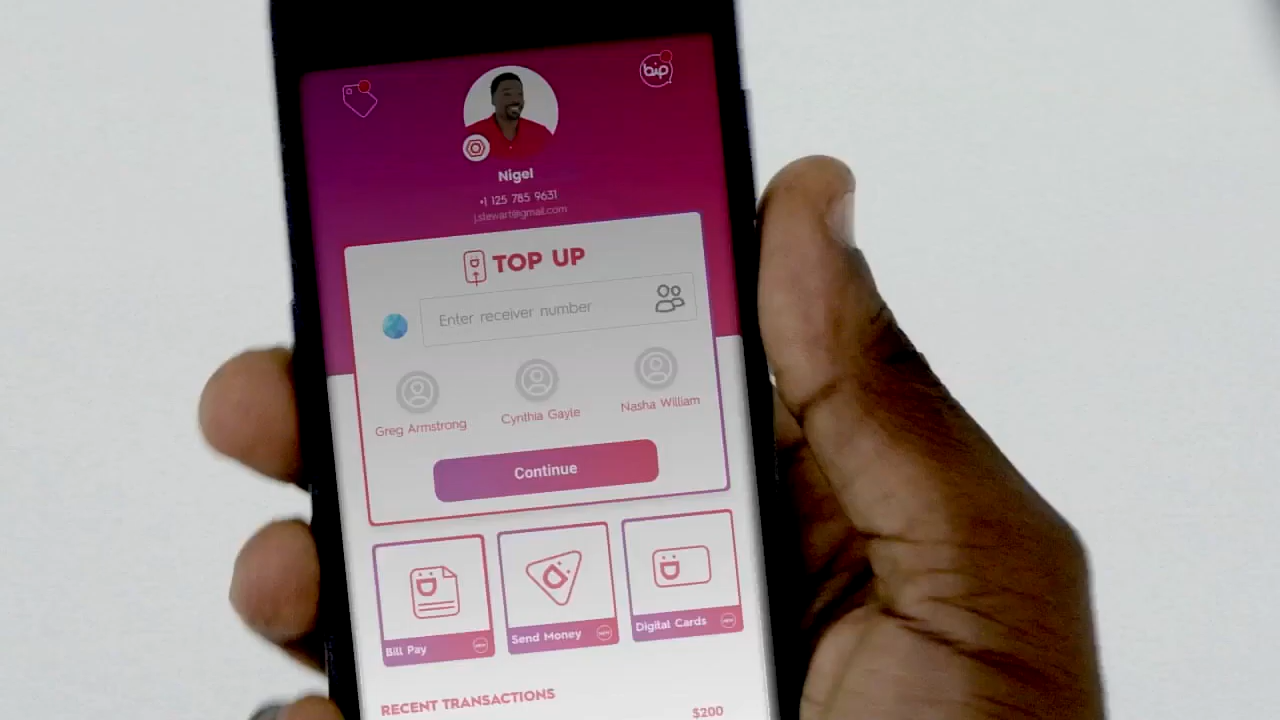 bip
Nigel
+1 125 785 9631
j.stewart@gmail.com
TOP UP
Enter receiver number
Greg Armstrong
Cynthia Gayle
Nasha William
Continue
Bill Pay
Send Money
Digital Cards
RECENT TRANSACTIONS
$200